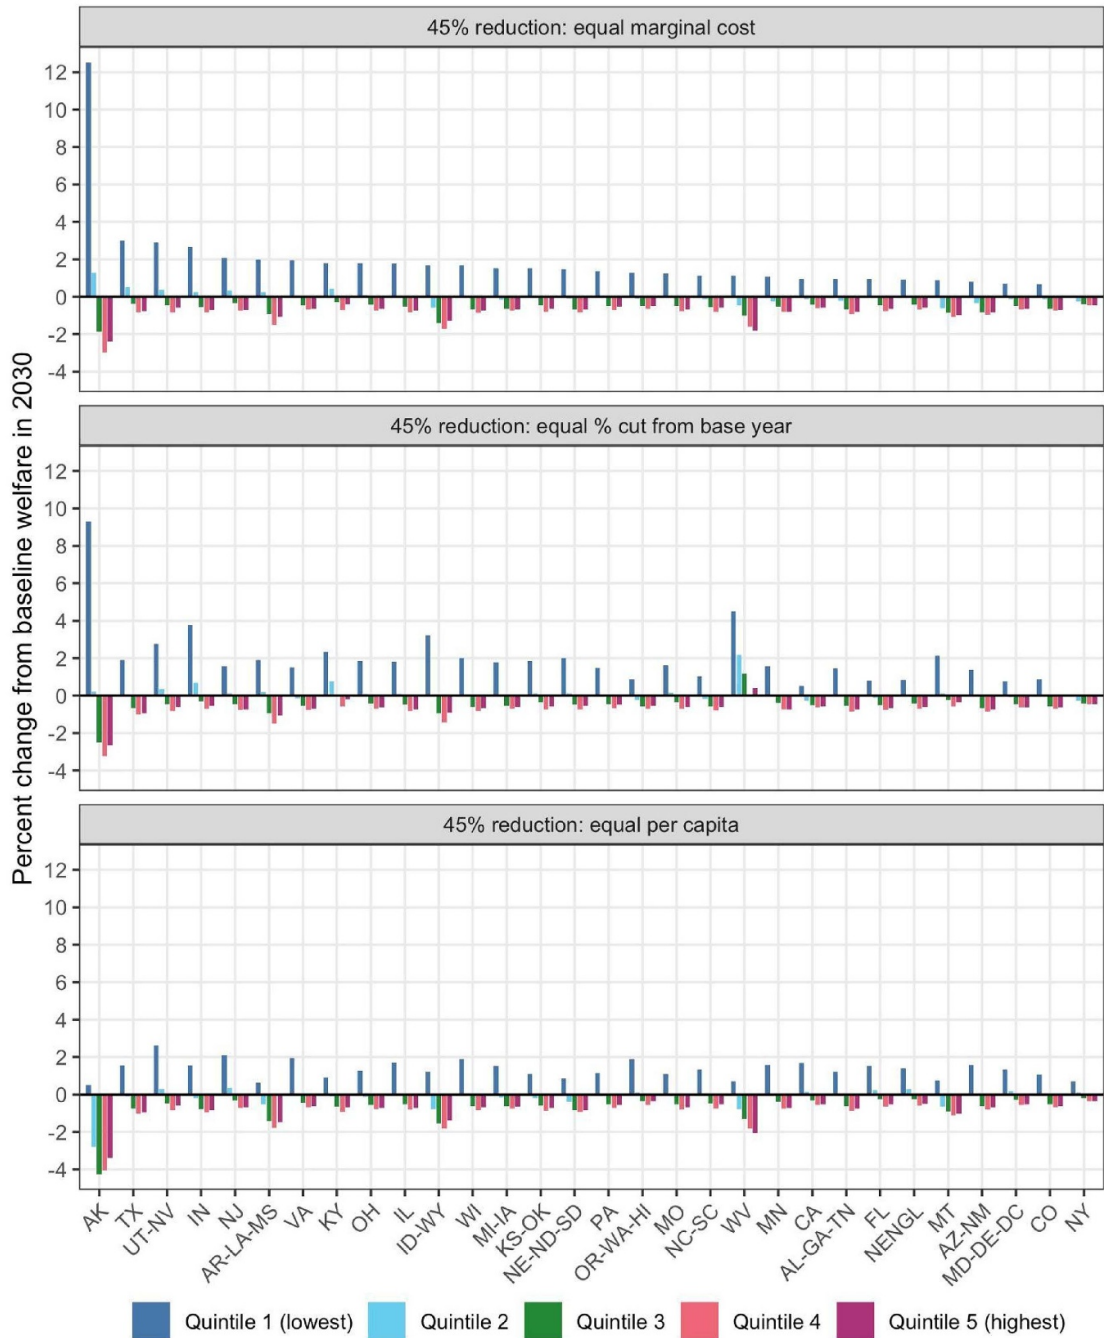 45% reduction: equal marginal cost
12
10
8
6
4
2
0
-2
-4
45% reduction: equal % cut from base year
12
10
8
6
4
2
0
-2
-4
45% reduction: equal per capita
12
10
8
6
4
2
0
-2
-4
Percent change from baseline welfare in 2030
AK
TX
UT-NV
IN
NJ
AR-LA-MS
VA
KY
OH
IL
ID-WY
WI
MI-IA
KS-OK
NE-ND-SD
PA
OR-WA-HI
MO
NC-SC
WV
MN
CA
AL-GA-TN
FL
NENGL
MT
AZ-NM
MD-DE-DC
CO
NY
Quintile 1 (lowest) Quintile 2 Quintile 3 Quintile 4 Quintile 5 (highest)